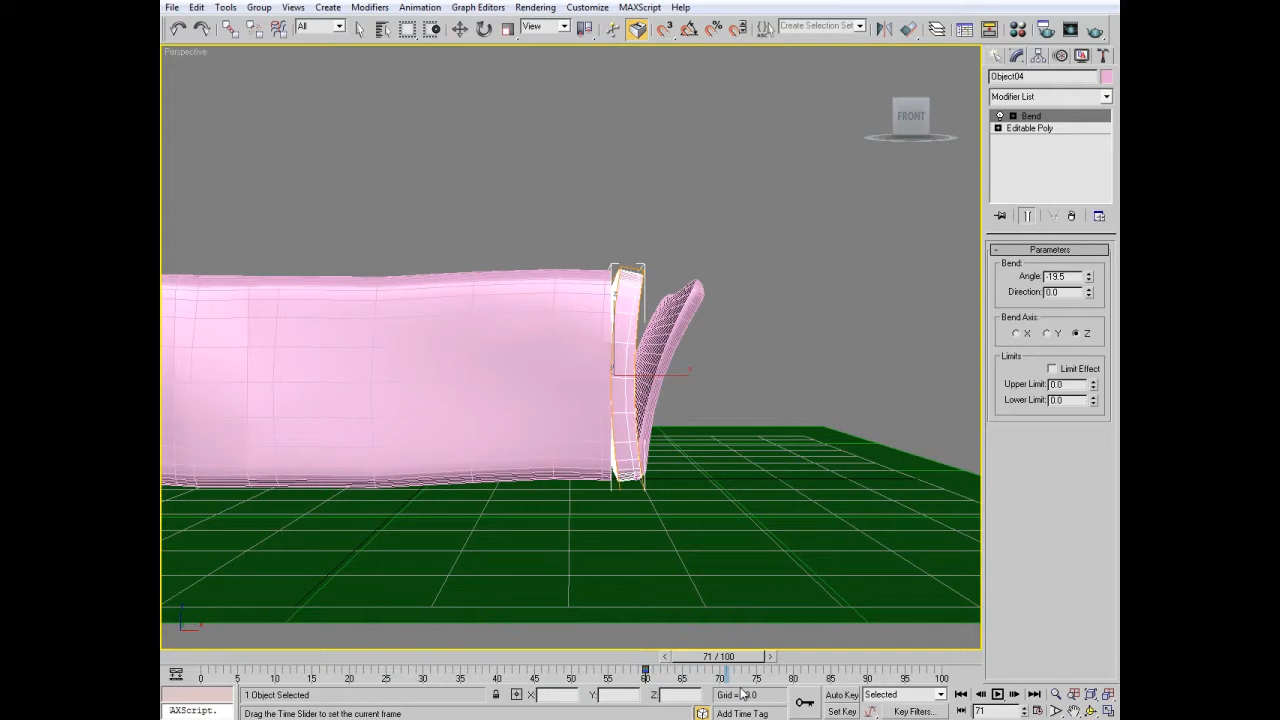 File Edit Tools Group Views Create Modifiers Animation Graph Editors Rendering Customize MAXScript Help
All View Create Selection Set
Perspective
FRONT
Object04
Modifier List
Bend
Editable Poly
Parameters
Bend:
Angle: -19.5
Direction: 0.0
Bend Axis:
X Y Z
Limits
Limit Effect
Upper Limit: 0.0
Lower Limit: 0.0
x
71 / 100
0 5 10 15 20 25 30 35 40 45 50 55 60 65 70 75 80 85 90 95 100
1 Object Selected X: Y: Z: Grid = Auto Key Selected
AXScript. Drag the Time Slider to set the current frame Add Time Tag Set Key Key Filters... 71